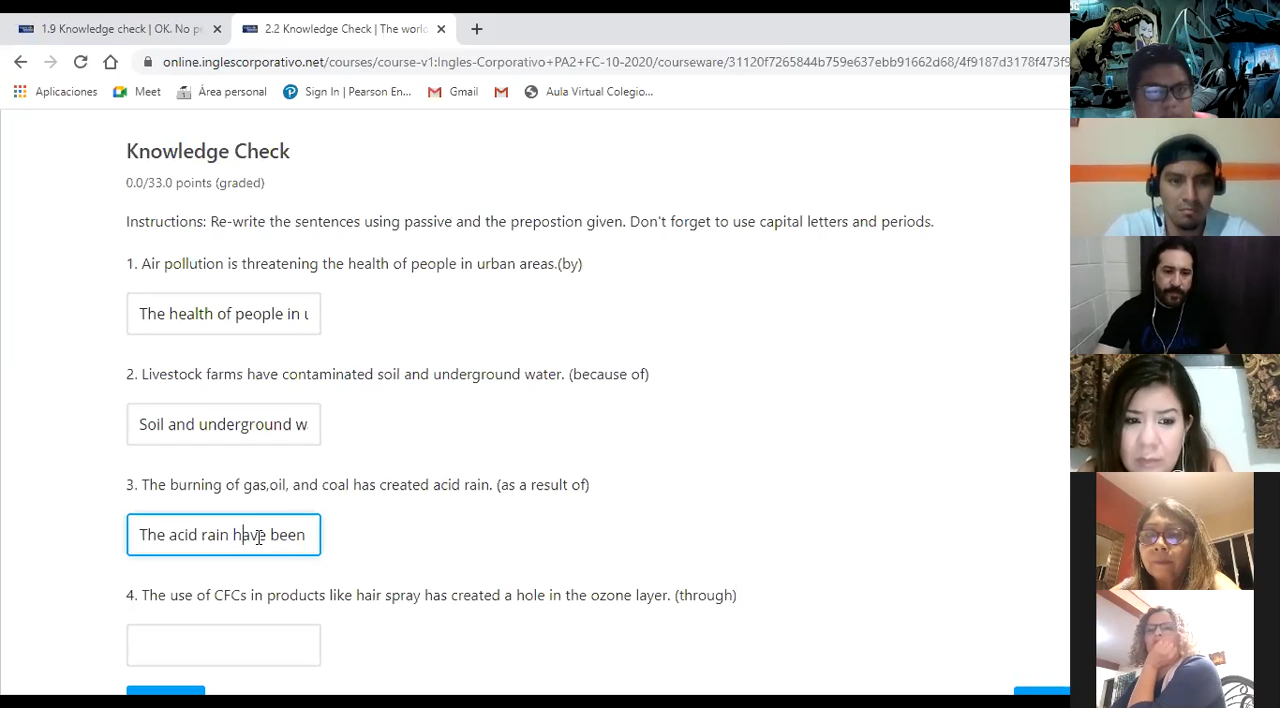 1.9 Knowledge check | OK. No pe
2.2 Knowledge Check | The world
online.inglescorporativo.net/courses/course-v1:Ingles-Corporativo+PA2+FC-10-2020/courseware/31120f7265844b759e637ebb91662d68/4f9187d3178f473f9
Aplicaciones Meet Área personal Sign In | Pearson En... Gmail Aula Virtual Colegio...
Knowledge Check
0.0/33.0 points (graded)
Instructions: Re-write the sentences using passive and the prepostion given. Don't forget to use capital letters and periods.
1. Air pollution is threatening the health of people in urban areas.(by)
The health of people in u
2. Livestock farms have contaminated soil and underground water. (because of)
Soil and underground w
3. The burning of gas,oil, and coal has created acid rain. (as a result of)
The acid rain have been
4. The use of CFCs in products like hair spray has created a hole in the ozone layer. (through)